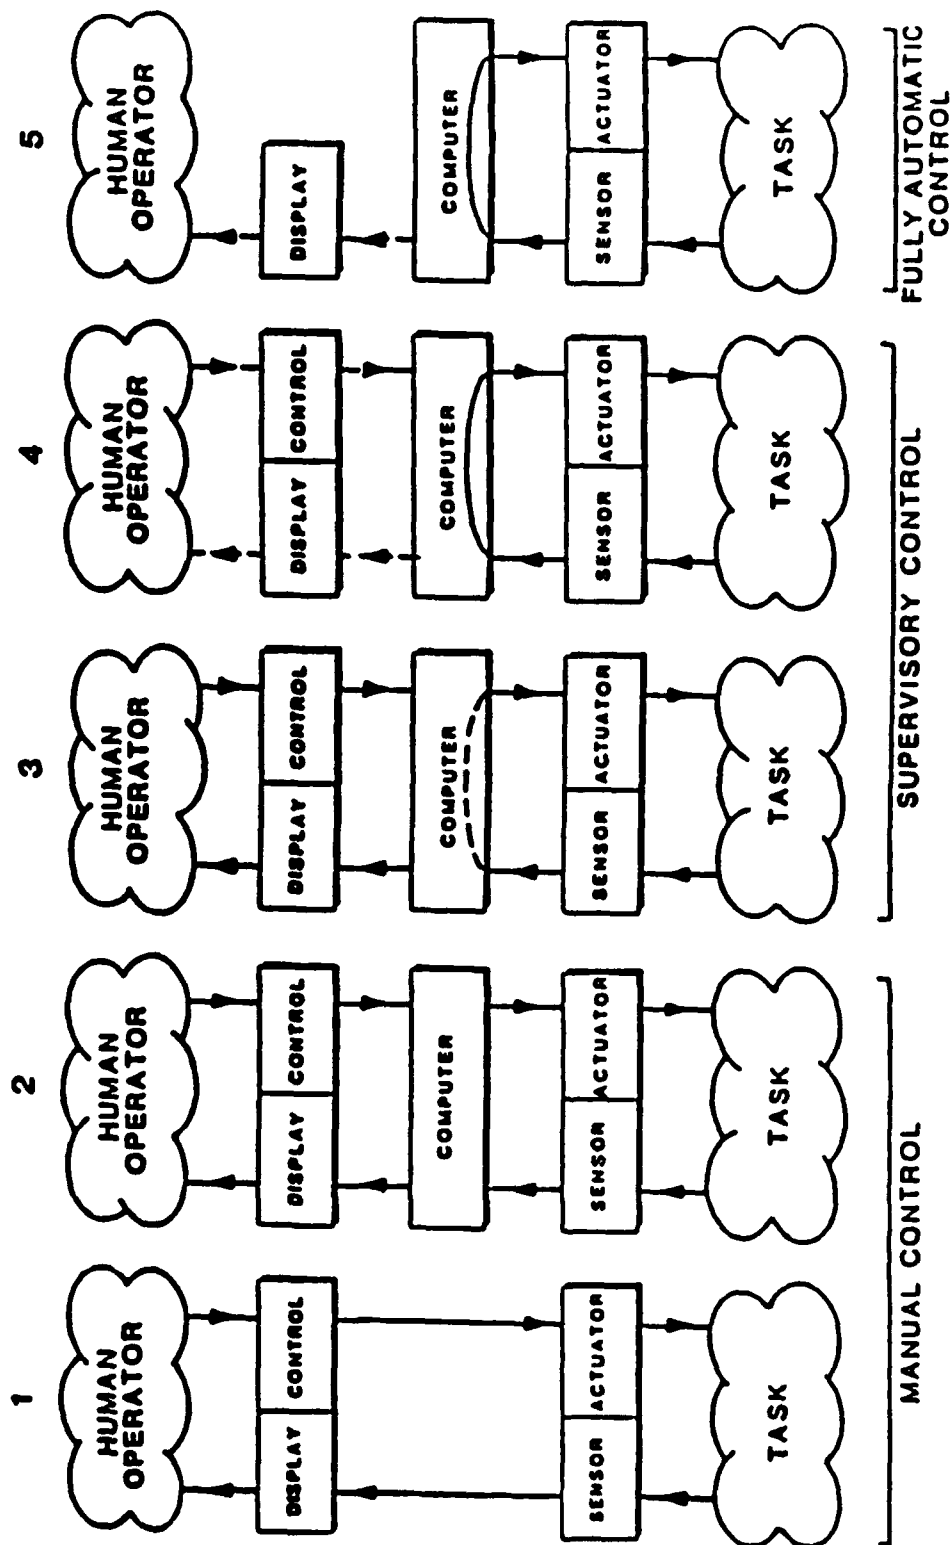 1
HUMAN
OPERATOR
DISPLAY
CONTROL
SENSOR
ACTUATOR
TASK
2
HUMAN
OPERATOR
DISPLAY
CONTROL
COMPUTER
SENSOR
ACTUATOR
TASK
MANUAL CONTROL
3
HUMAN
OPERATOR
DISPLAY
CONTROL
COMPUTER
SENSOR
ACTUATOR
TASK
4
HUMAN
OPERATOR
DISPLAY
CONTROL
COMPUTER
SENSOR
ACTUATOR
TASK
SUPERVISORY CONTROL
5
HUMAN
OPERATOR
DISPLAY
COMPUTER
SENSOR
ACTUATOR
TASK
FULLY AUTOMATIC
CONTROL